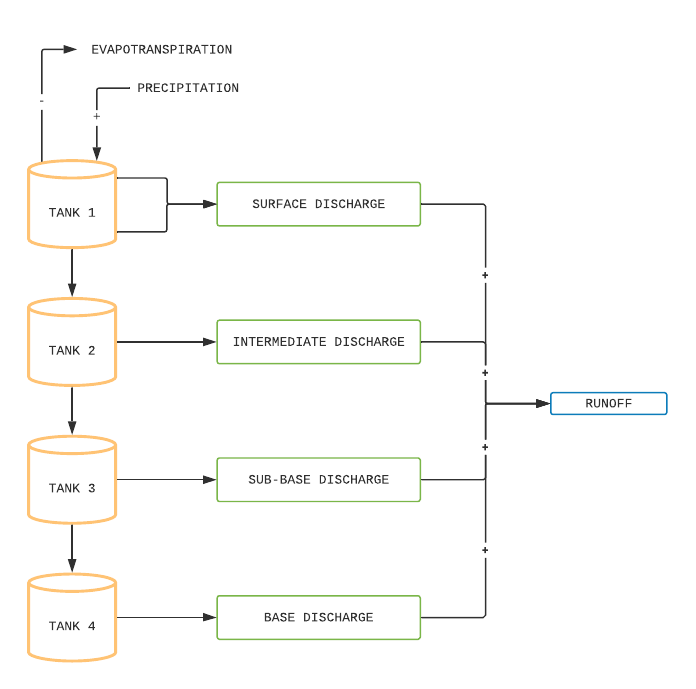 EVAPOTRANSPIRATION
PRECIPITATION
-
+
TANK 1
SURFACE DISCHARGE
+
TANK 2
INTERMEDIATE DISCHARGE
+
RUNOFF
+
TANK 3
SUB-BASE DISCHARGE
+
TANK 4
BASE DISCHARGE